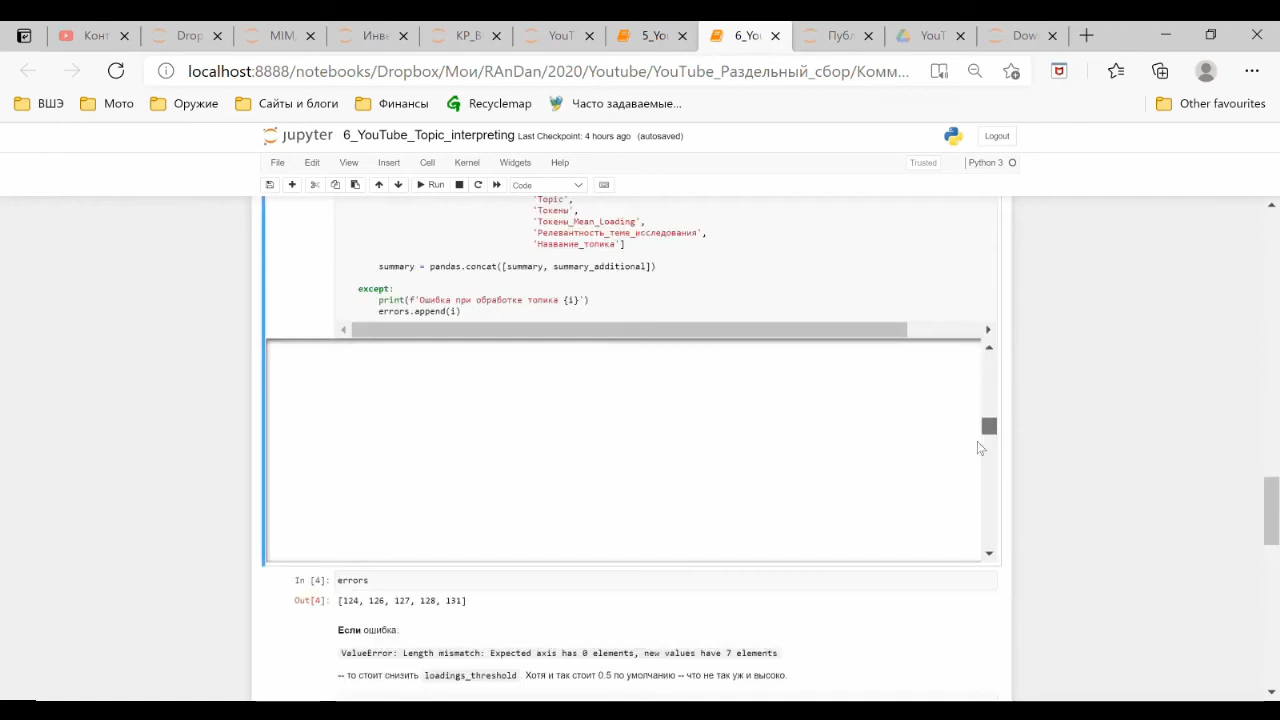 Конт
Drop
MIM
Инве
КР_В
YouT
5_You
6_You
Публ
YouT
Dow
localhost:8888/notebooks/Dropbox/Мои/RAnDan/2020/Youtube/YouTube_Раздельный_сбор/Комм...
ВШЭ
Мото
Оружие
Сайты и блоги
Финансы
Recyclemap
Часто задаваемые...
Other favourites
jupyter 6_YouTube_Topic_interpreting Last Checkpoint: 4 hours ago (autosaved)
Logout
File Edit View Insert Cell Kernel Widgets Help
Trusted
Python 3
Run
Code
'Topic',
'Токены',
'Токены_Mean_Loading',
'Релевантность_теме_исследования',
'Название_топика']
summary = pandas.concat([summary, summary_additional])
except:
print(f'Ошибка при обработке топика {i}')
errors.append(i)
In [4]: errors
Out[4]: [124, 126, 127, 128, 131]
Если ошибка:
ValueError: Length mismatch: Expected axis has 0 elements, new values have 7 elements
-- то стоит снизить loadings_threshold. Хотя и так стоит 0.5 по умолчанию -- что не так уж и высоко.